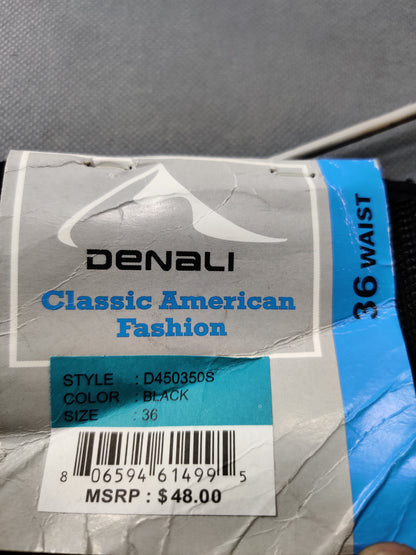 DENALI
Classic American
Fashion
36 WAIST
STYLE : D450350S
COLOR : BLACK
SIZE : 36
8 06594 61499 5
MSRP : $48.00